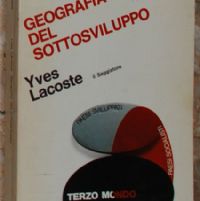 GEOGRAFIA
DEL
SOTTOSVILUPPO
Yves
Lacoste
Il Saggiatore
PAESI SVILUPPATI
PAESI SOCIALISTI
TERZO MONDO